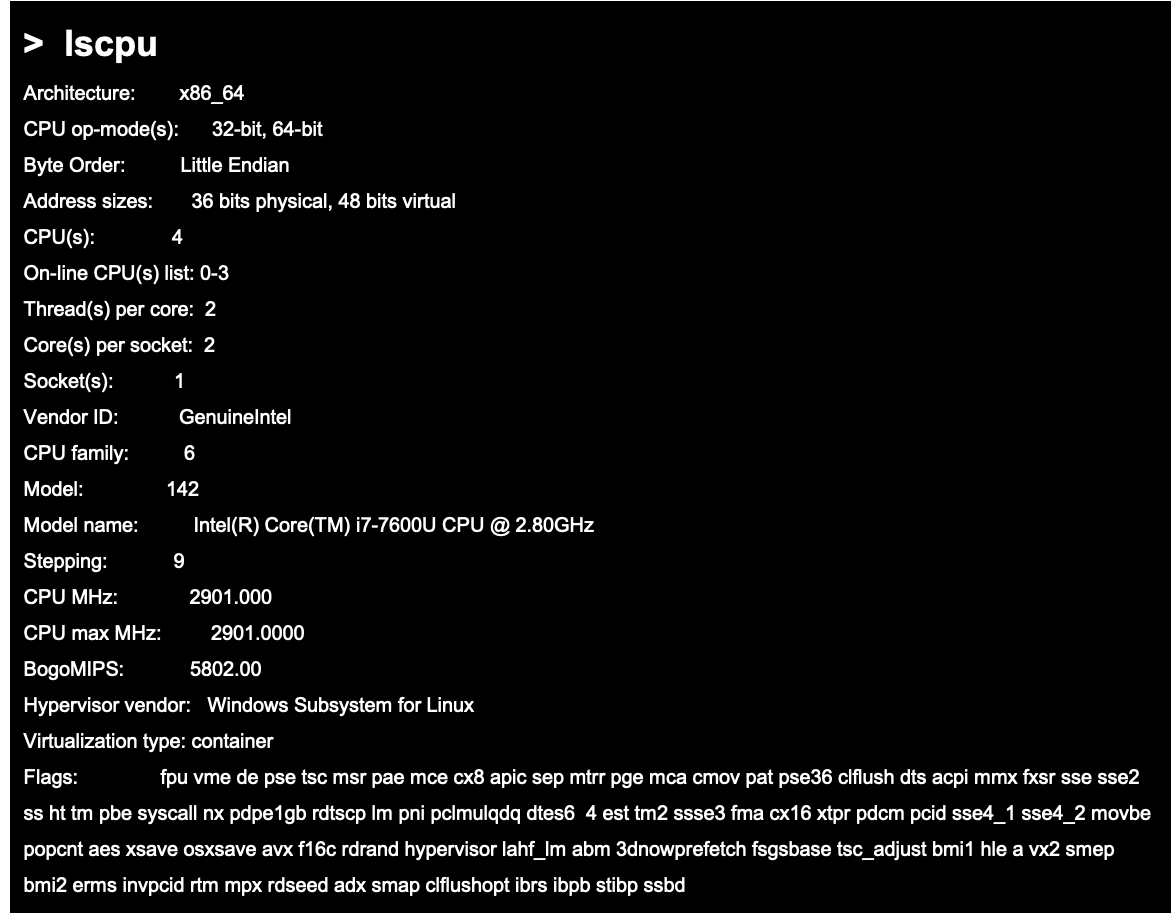 > lscpu
Architecture: x86_64
CPU op-mode(s): 32-bit, 64-bit
Byte Order: Little Endian
Address sizes: 36 bits physical, 48 bits virtual
CPU(s): 4
On-line CPU(s) list: 0-3
Thread(s) per core: 2
Core(s) per socket: 2
Socket(s): 1
Vendor ID: GenuineIntel
CPU family: 6
Model: 142
Model name: Intel(R) Core(TM) i7-7600U CPU @ 2.80GHz
Stepping: 9
CPU MHz: 2901.000
CPU max MHz: 2901.0000
BogoMIPS: 5802.00
Hypervisor vendor: Windows Subsystem for Linux
Virtualization type: container
Flags: fpu vme de pse tsc msr pae mce cx8 apic sep mtrr pge mca cmov pat pse36 clflush dts acpi mmx fxsr sse sse2
ss ht tm pbe syscall nx pdpe1gb rdtscp lm pni pclmulqdq dtes6 4 est tm2 ssse3 fma cx16 xtpr pdcm pcid sse4_1 sse4_2 movbe
popcnt aes xsave osxsave avx f16c rdrand hypervisor lahf_lm abm 3dnowprefetch fsgsbase tsc_adjust bmi1 hle a vx2 smep
bmi2 erms invpcid rtm mpx rdseed adx smap clflushopt ibrs ibpb stibp ssbd